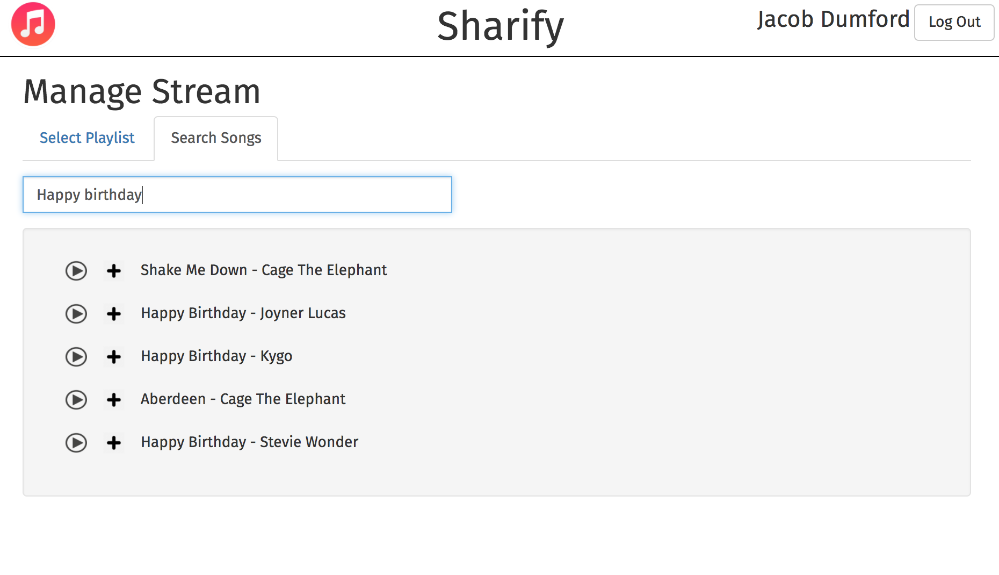 Sharify
Jacob Dumford
Log Out
Manage Stream
Select Playlist
Search Songs
Happy birthday
Shake Me Down - Cage The Elephant
Happy Birthday - Joyner Lucas
Happy Birthday - Kygo
Aberdeen - Cage The Elephant
Happy Birthday - Stevie Wonder